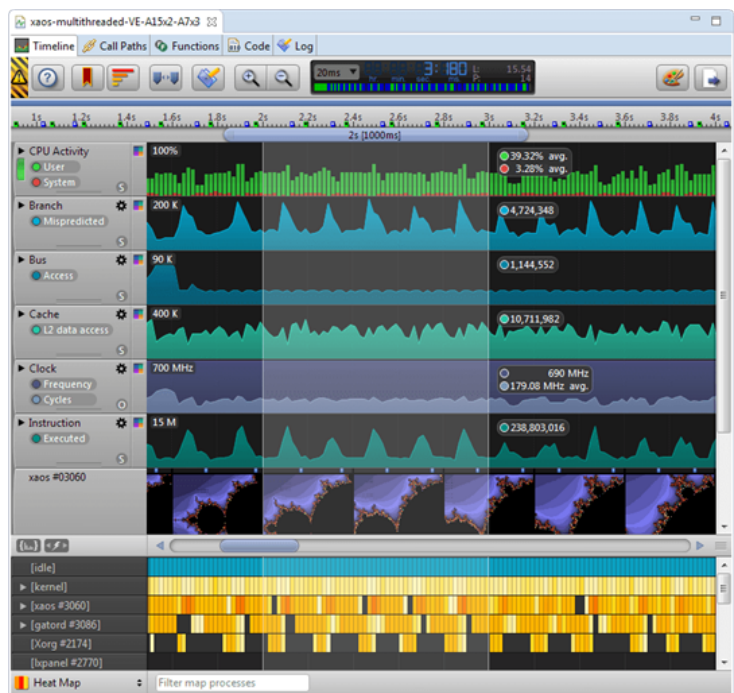 xaos-multithreaded-VE-A15x2-A7x3
Timeline Call Paths Functions Code Log
20ms 3: 180 15.54
hr min sec 14
1s 1.2s 1.4s 1.6s 1.8s 2s 2.2s 2.4s 2.6s 2.8s 3s 3.2s 3.4s 3.6s 3.8s 4s
2s [1000ms]
CPU Activity 100%
User 39.32% avg.
System 3.28% avg.
S
Branch 200 K
Mispredicted 4,724,348
S
Bus 90 K
Access 1,144,552
S
Cache 400 K
L2 data access 10,711,982
S
Clock 700 MHz
Frequency 690 MHz
Cycles 179.08 MHz avg.
O
Instruction 15 M
Executed 238,803,016
S
xaos #03060
[idle]
[kernel]
[xaos #3060]
[gatord #3086]
[Xorg #2174]
[lxpanel #2770]
Heat Map Filter map processes